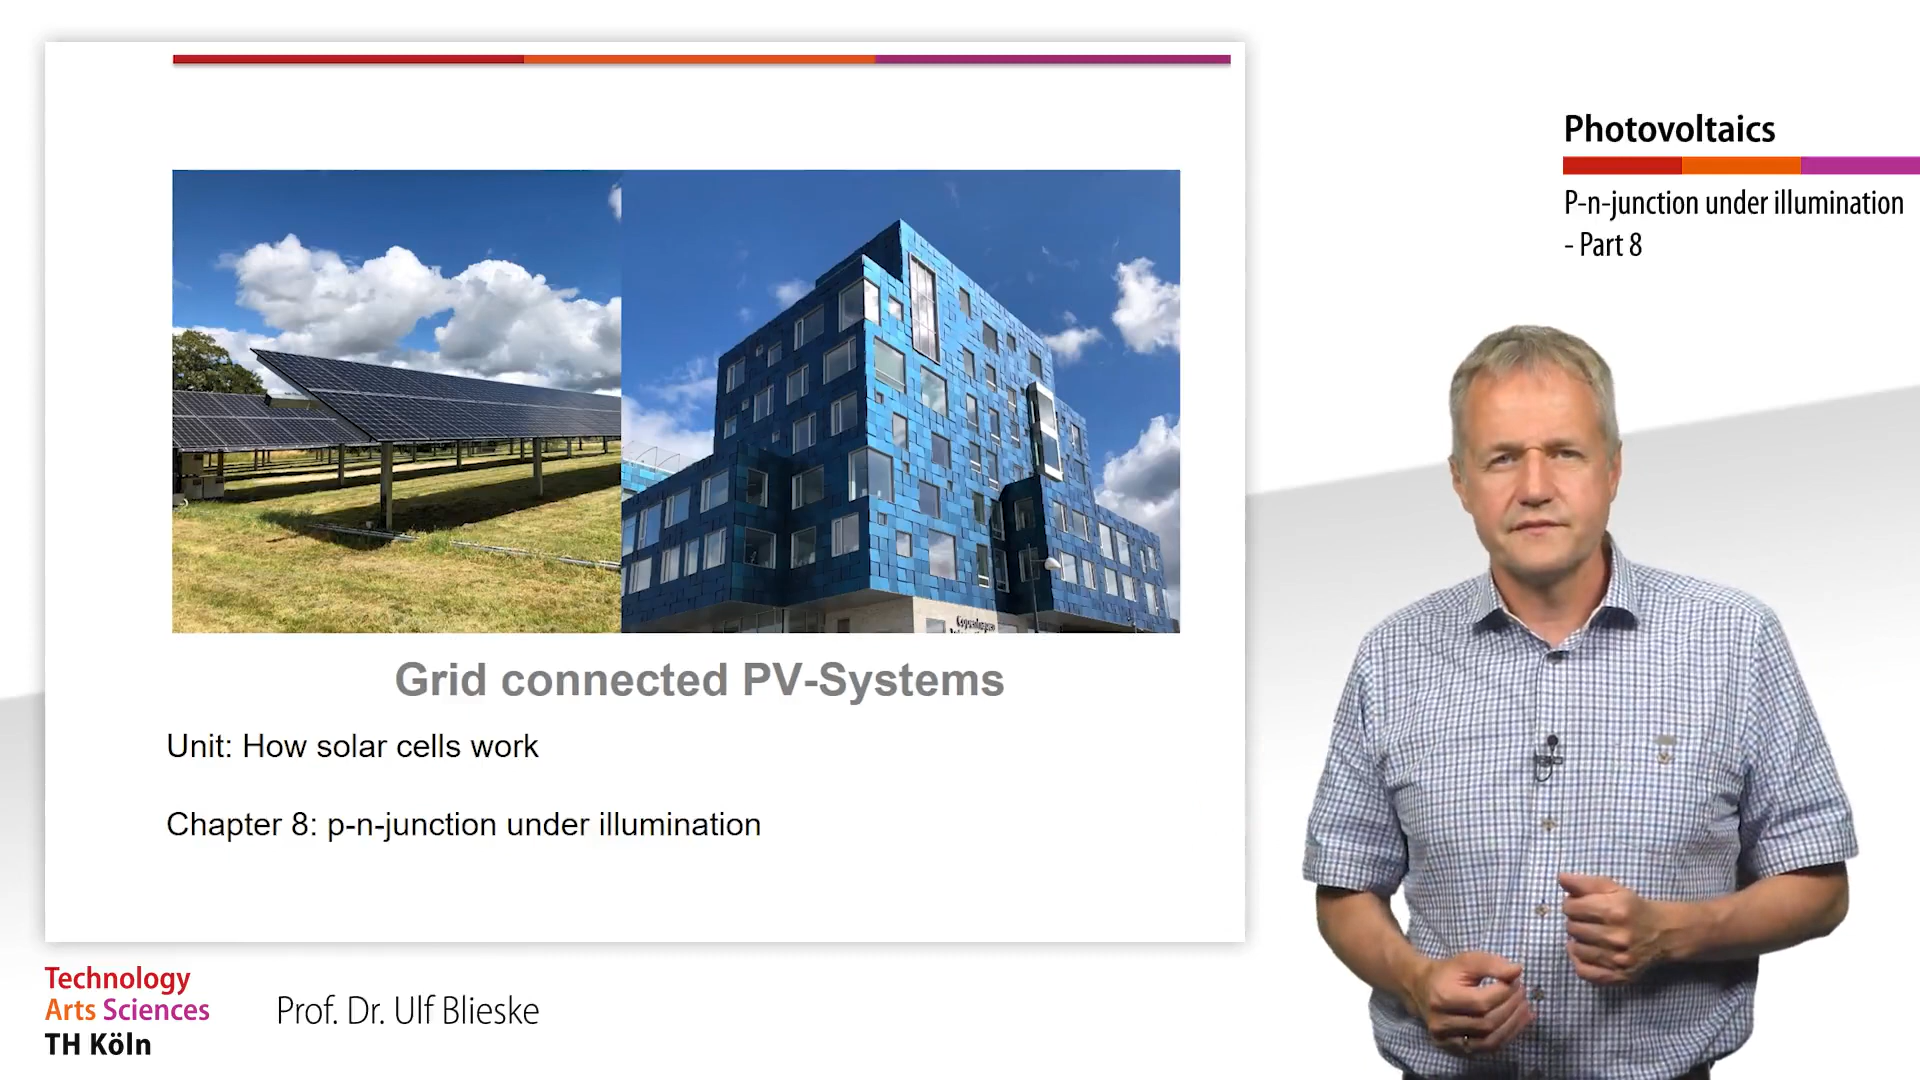 Photovoltaics
P-n-junction under illumination
- Part 8
Copenhagen
Grid connected PV-Systems
Unit: How solar cells work
Chapter 8: p-n-junction under illumination
Technology
Arts Sciences
TH Köln
Prof. Dr. Ulf Blieske